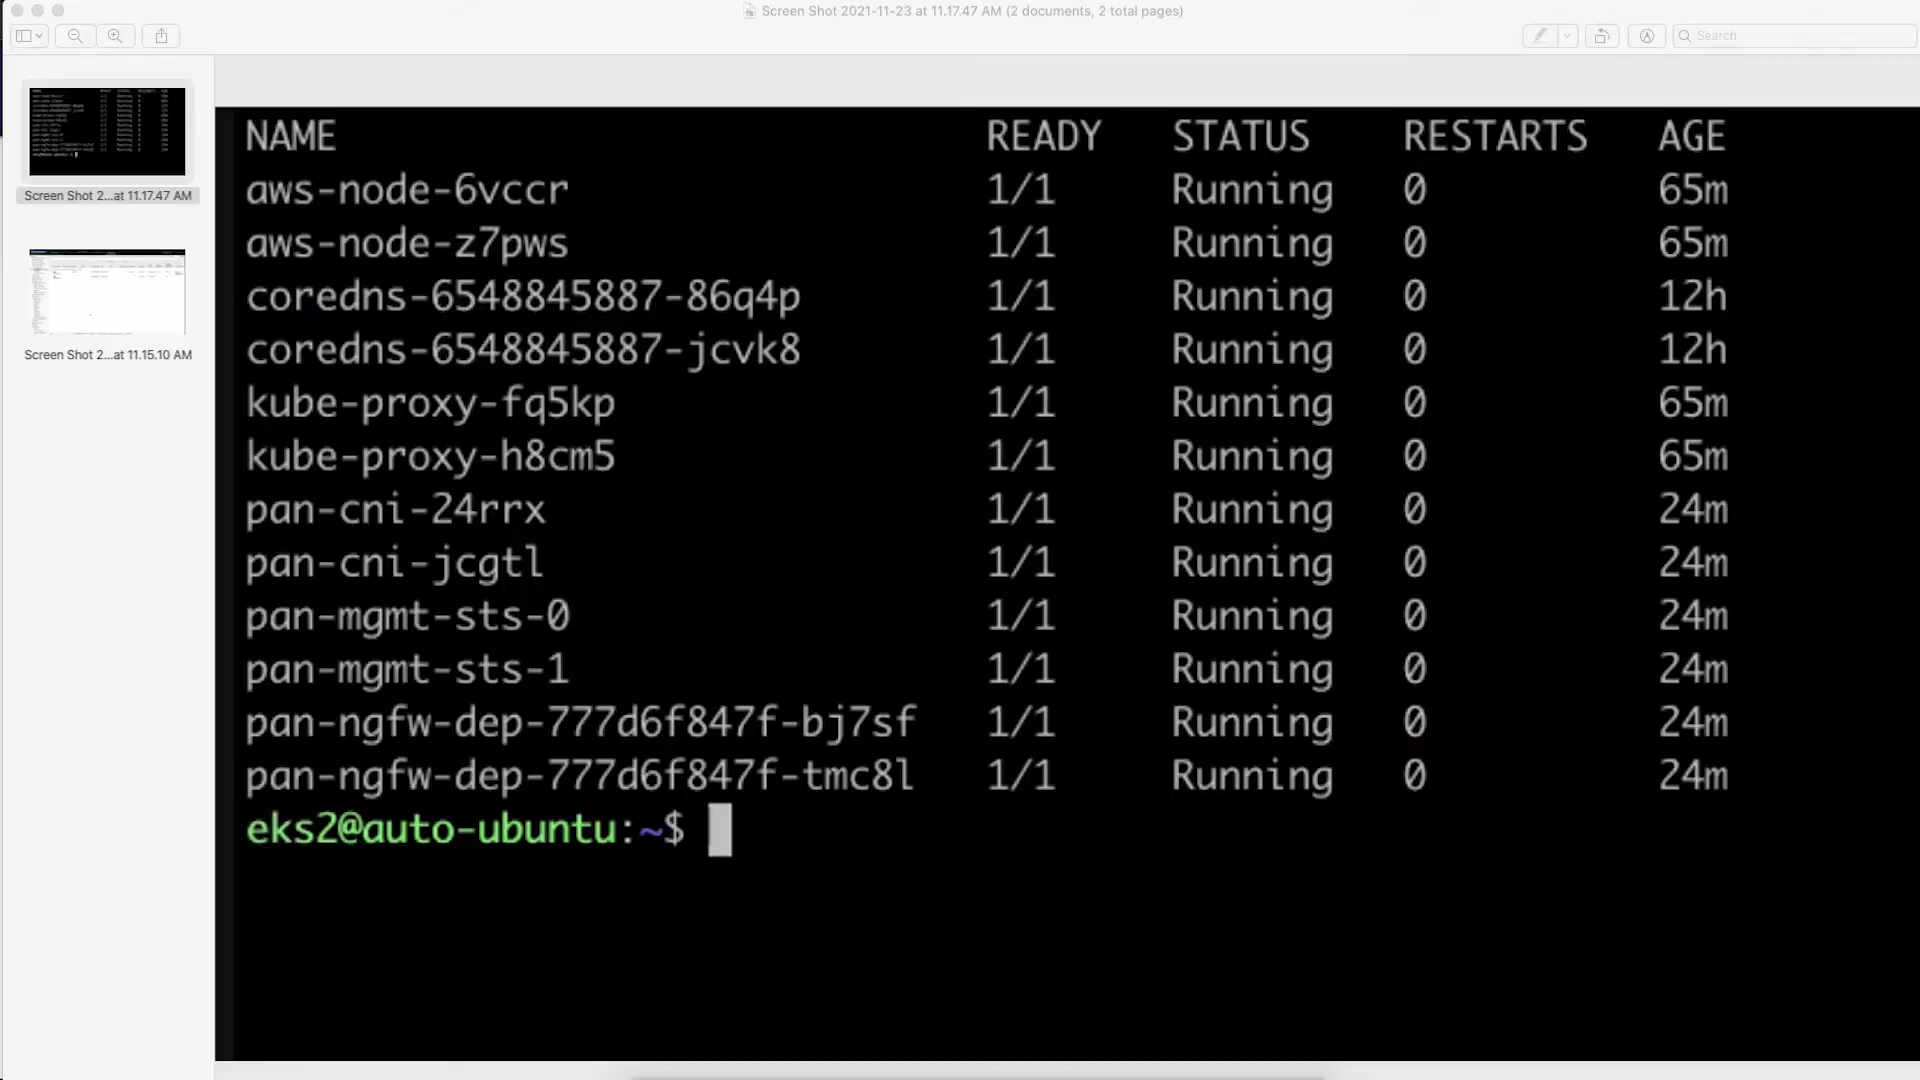 Screen Shot 2021-11-23 at 11.17.47 AM (2 documents, 2 total pages)
Search
Screen Shot 2...at 11.17.47 AM
Screen Shot 2...at 11.15.10 AM
NAME READY STATUS RESTARTS AGE
aws-node-6vccr 1/1 Running 0 65m
aws-node-z7pws 1/1 Running 0 65m
coredns-6548845887-86q4p 1/1 Running 0 12h
coredns-6548845887-jcvk8 1/1 Running 0 12h
kube-proxy-fq5kp 1/1 Running 0 65m
kube-proxy-h8cm5 1/1 Running 0 65m
pan-cni-24rrx 1/1 Running 0 24m
pan-cni-jcgtl 1/1 Running 0 24m
pan-mgmt-sts-0 1/1 Running 0 24m
pan-mgmt-sts-1 1/1 Running 0 24m
pan-ngfw-dep-777d6f847f-bj7sf 1/1 Running 0 24m
pan-ngfw-dep-777d6f847f-tmc8l 1/1 Running 0 24m
eks2@auto-ubuntu:~$